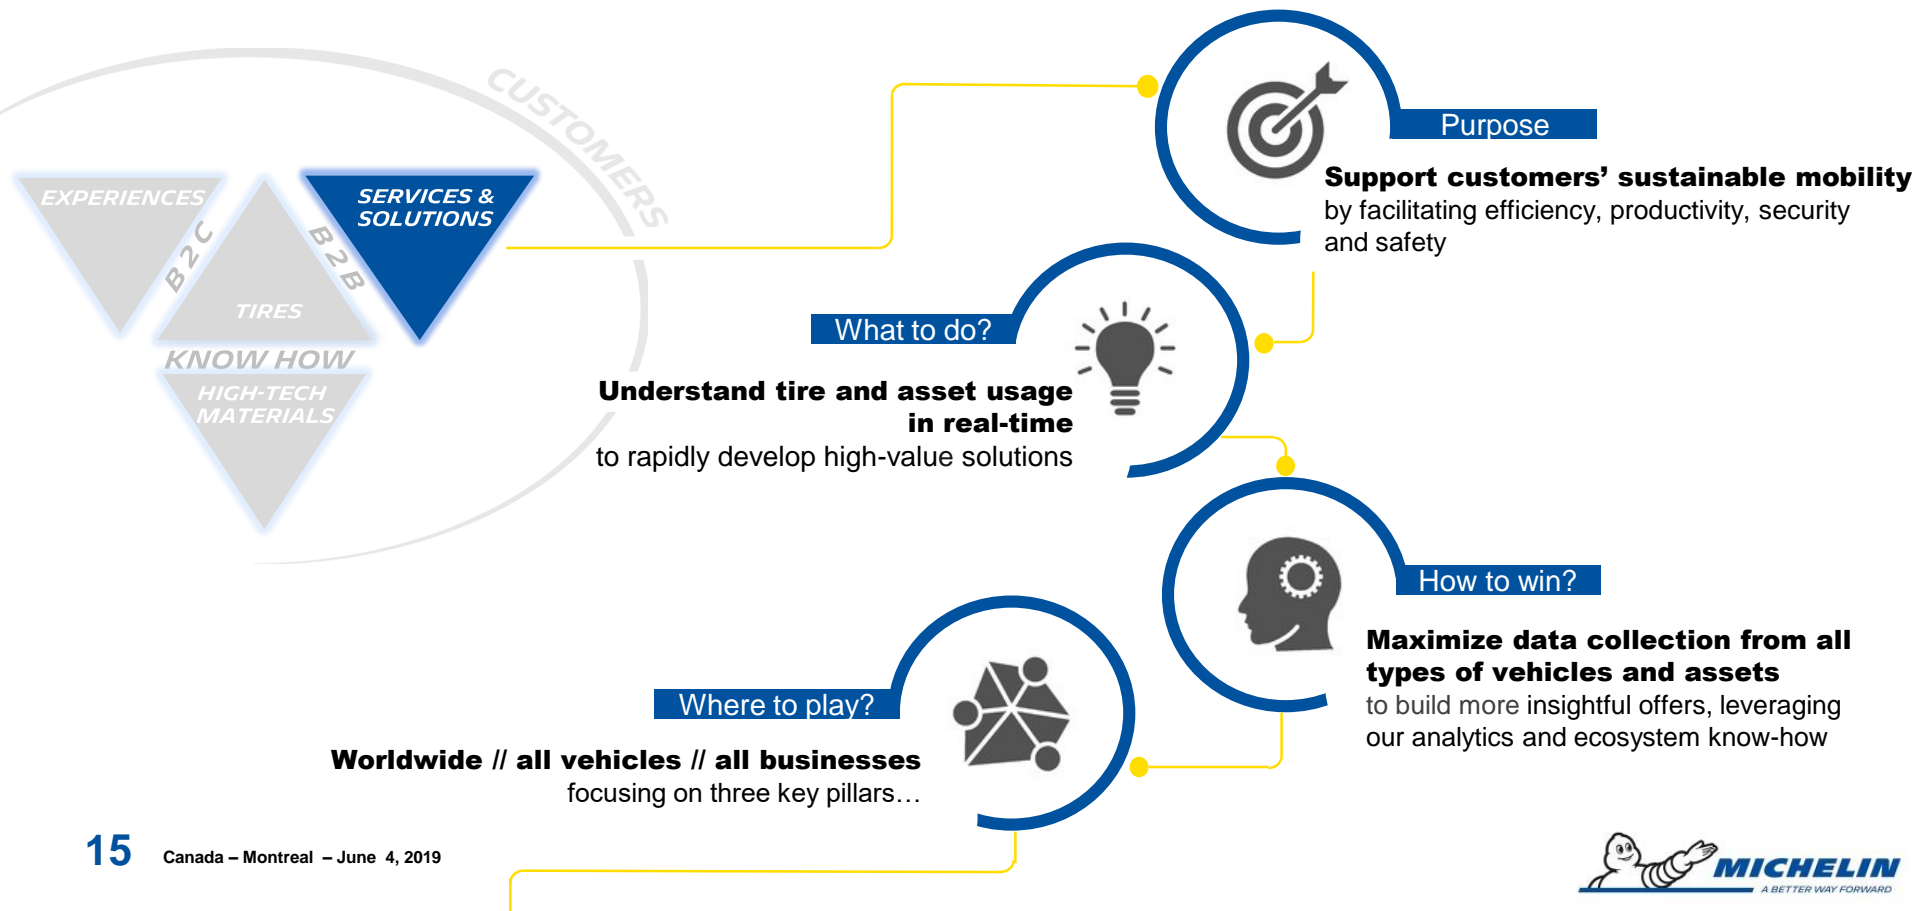 CUSTOMERS
EXPERIENCES
SERVICES &
SOLUTIONS
B2C
B2B
TIRES
KNOW HOW
HIGH-TECH
MATERIALS
Purpose
Support customers’ sustainable mobility
by facilitating efficiency, productivity, security
and safety
What to do?
Understand tire and asset usage
in real-time
to rapidly develop high-value solutions
How to win?
Maximize data collection from all
types of vehicles and assets
to build more insightful offers, leveraging
our analytics and ecosystem know-how
Where to play?
Worldwide // all vehicles // all businesses
focusing on three key pillars…
15
Canada – Montreal – June 4, 2019
MICHELIN
A BETTER WAY FORWARD